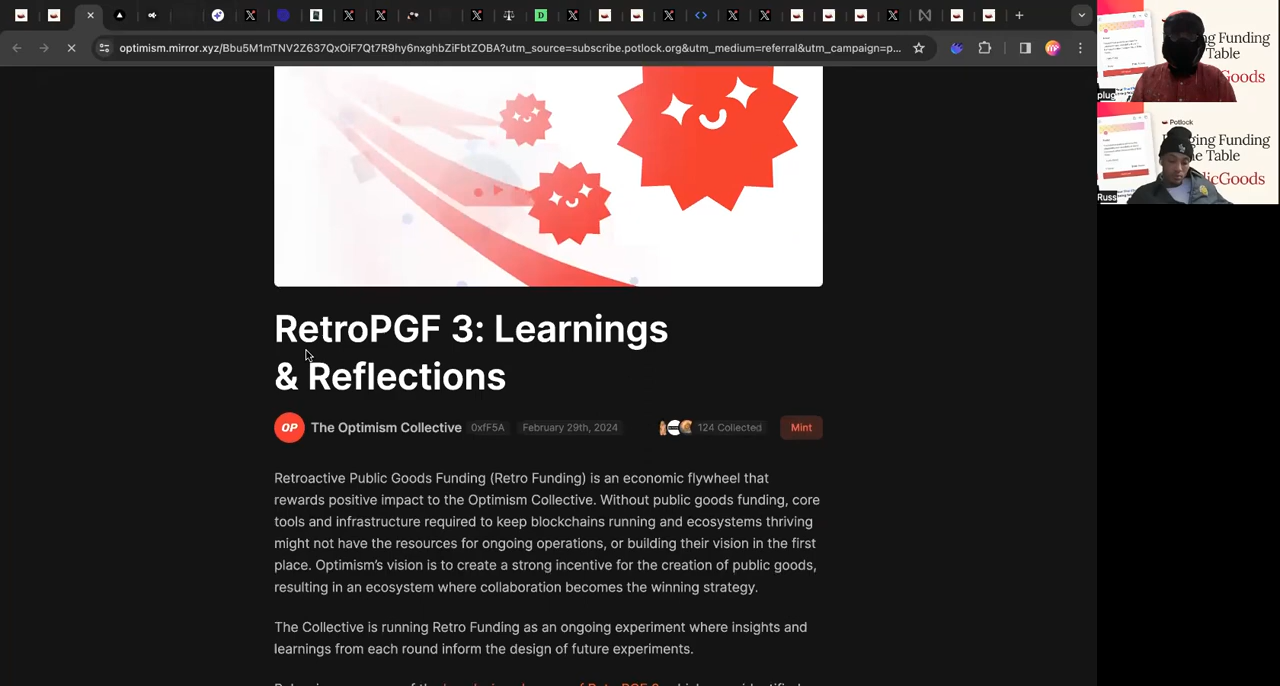 optimism.mirror.xyz/Bbu5M1mTNV2Z637QxOiF7Qt7R9hy6nxghbZiFbtZOBA?utm_source=subscribe.potlock.org&utm_medium=referral&utm_campaign=p...
RetroPGF 3: Learnings
& Reflections
OP The Optimism Collective 0xfF5A February 29th, 2024 124 Collected Mint
Retroactive Public Goods Funding (Retro Funding) is an economic flywheel that
rewards positive impact to the Optimism Collective. Without public goods funding, core
tools and infrastructure required to keep blockchains running and ecosystems thriving
might not have the resources for ongoing operations, or building their vision in the first
place. Optimism's vision is to create a strong incentive for the creation of public goods,
resulting in an ecosystem where collaboration becomes the winning strategy.
The Collective is running Retro Funding as an ongoing experiment where insights and
learnings from each round inform the design of future experiments.
ng Funding
Table
Goods
plug
Potlock
ging Funding
e Table
licGoods
Russ